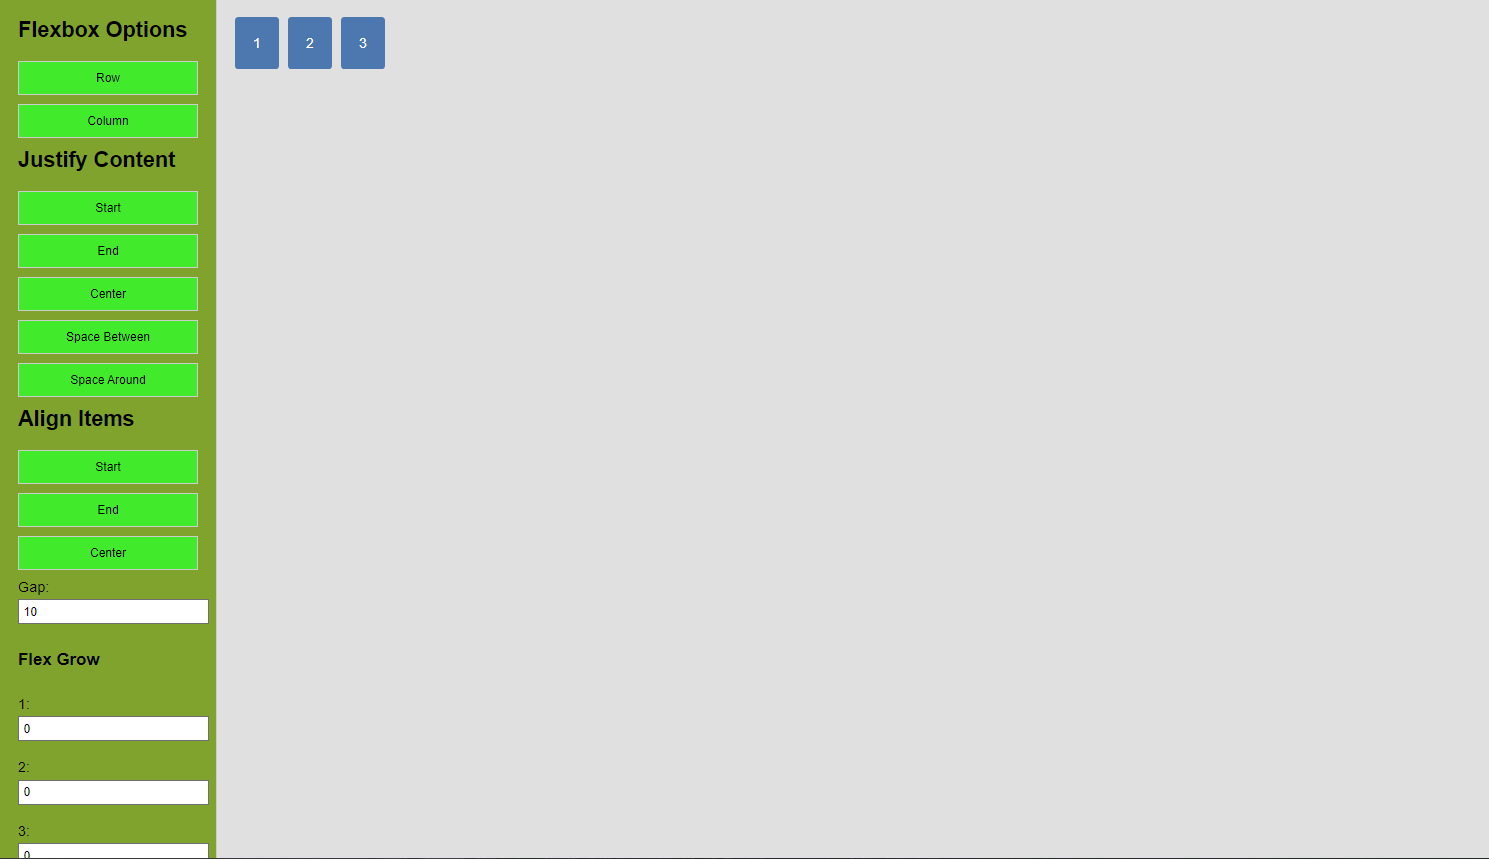 Flexbox Options
Row
Column
Justify Content
Start
End
Center
Space Between
Space Around
Align Items
Start
End
Center
Gap:
10
Flex Grow
1:
0
2:
0
3:
0
1 2 3